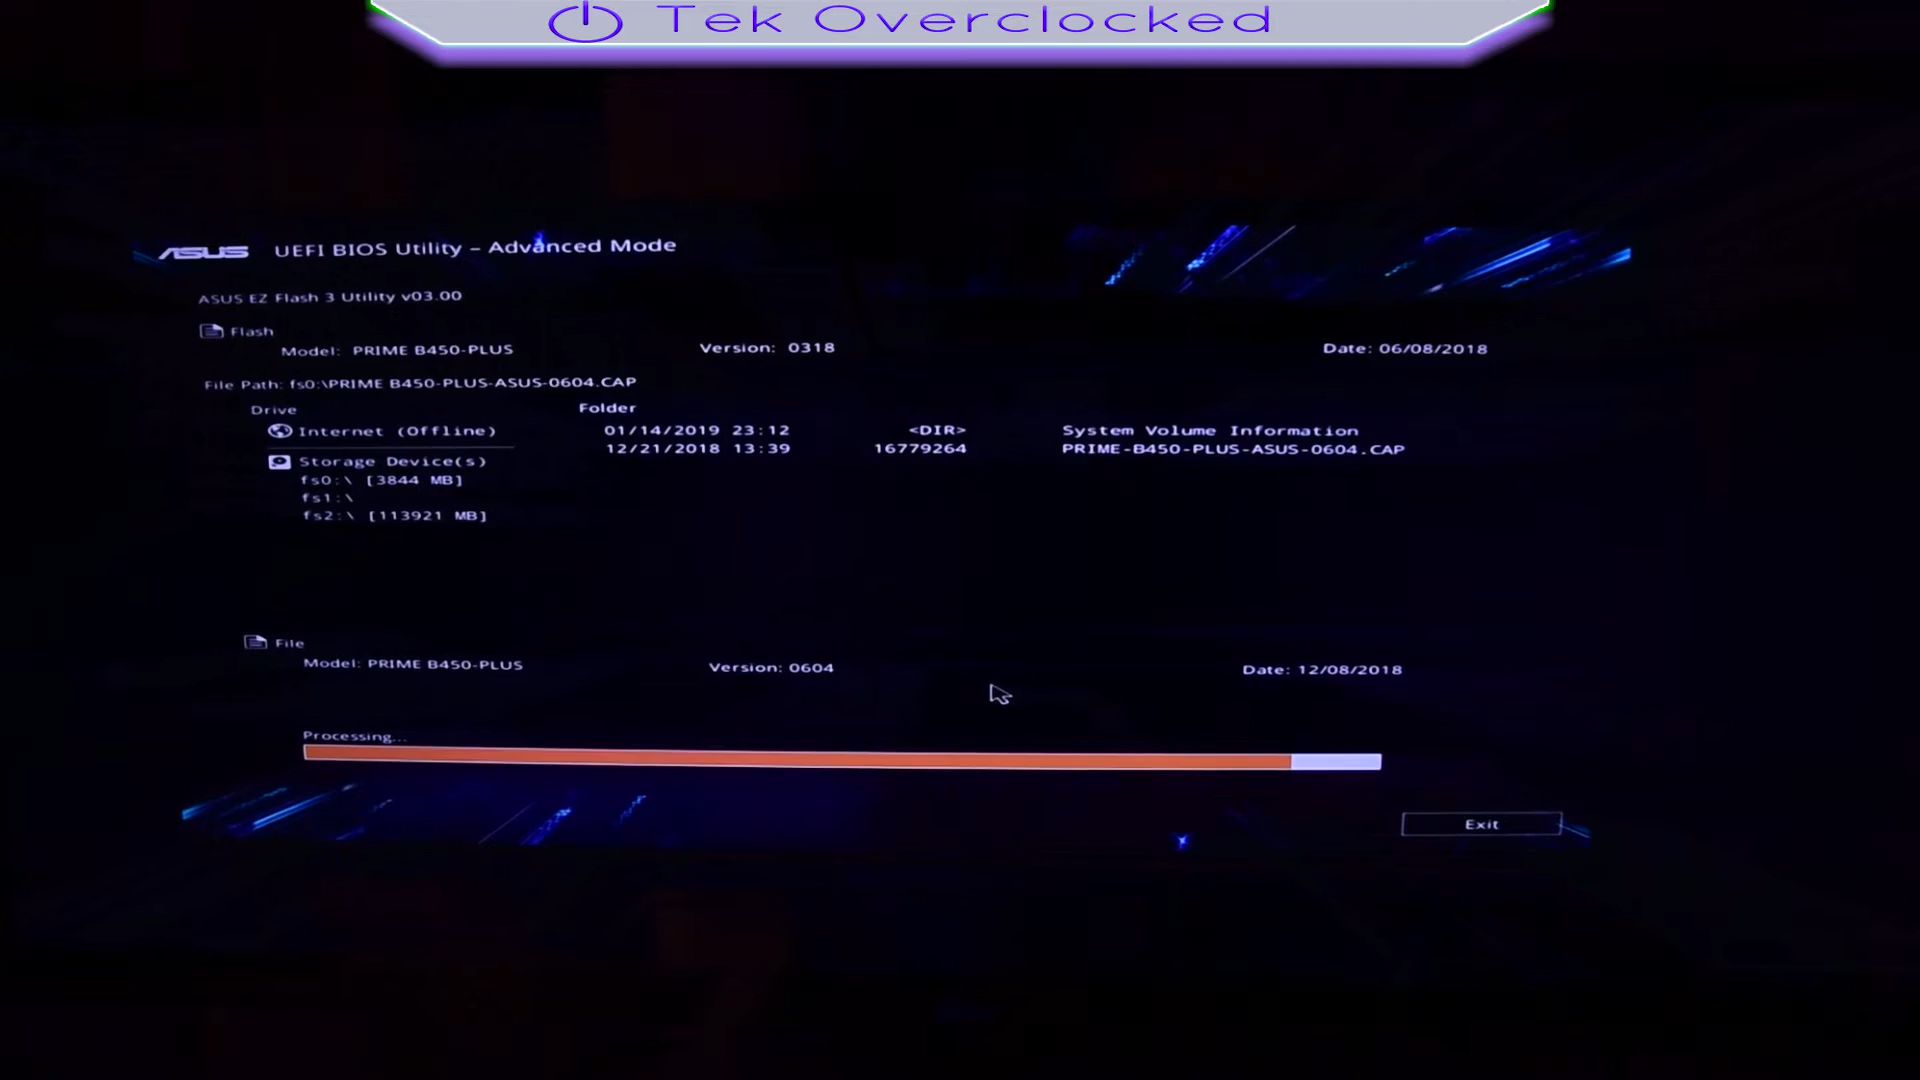 Tek Overclocked
ASUS UEFI BIOS Utility – Advanced Mode
ASUS EZ Flash 3 Utility v03.00
Flash
Model: PRIME B450-PLUS Version: 0318 Date: 06/08/2018
File Path: fs0:\PRIME B450-PLUS-ASUS-0604.CAP
Drive Folder
Internet (Offline) 01/14/2019 23:12 <DIR> System Volume Information
12/21/2018 13:39 16779264 PRIME-B450-PLUS-ASUS-0604.CAP
Storage Device(s)
fs0:\ [3844 MB]
fs1:\
fs2:\ [113921 MB]
File
Model: PRIME B450-PLUS Version: 0604 Date: 12/08/2018
Processing...
Exit